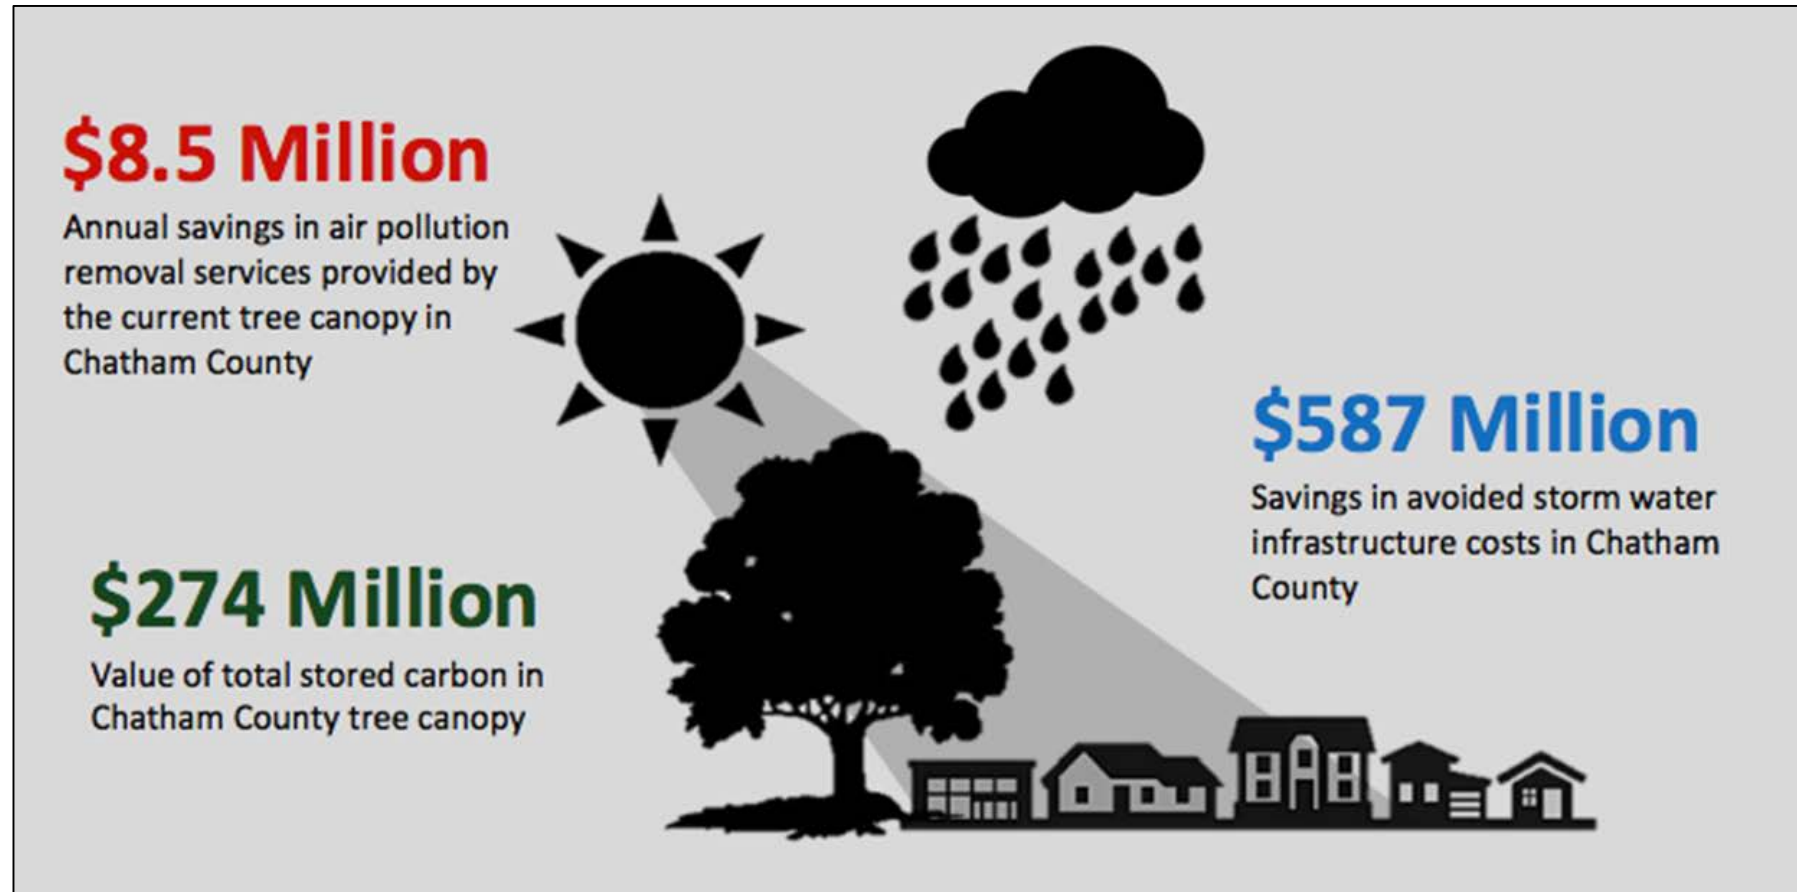 $8.5 Million
Annual savings in air pollution
removal services provided by
the current tree canopy in
Chatham County
$587 Million
Savings in avoided storm water
infrastructure costs in Chatham
County
$274 Million
Value of total stored carbon in
Chatham County tree canopy